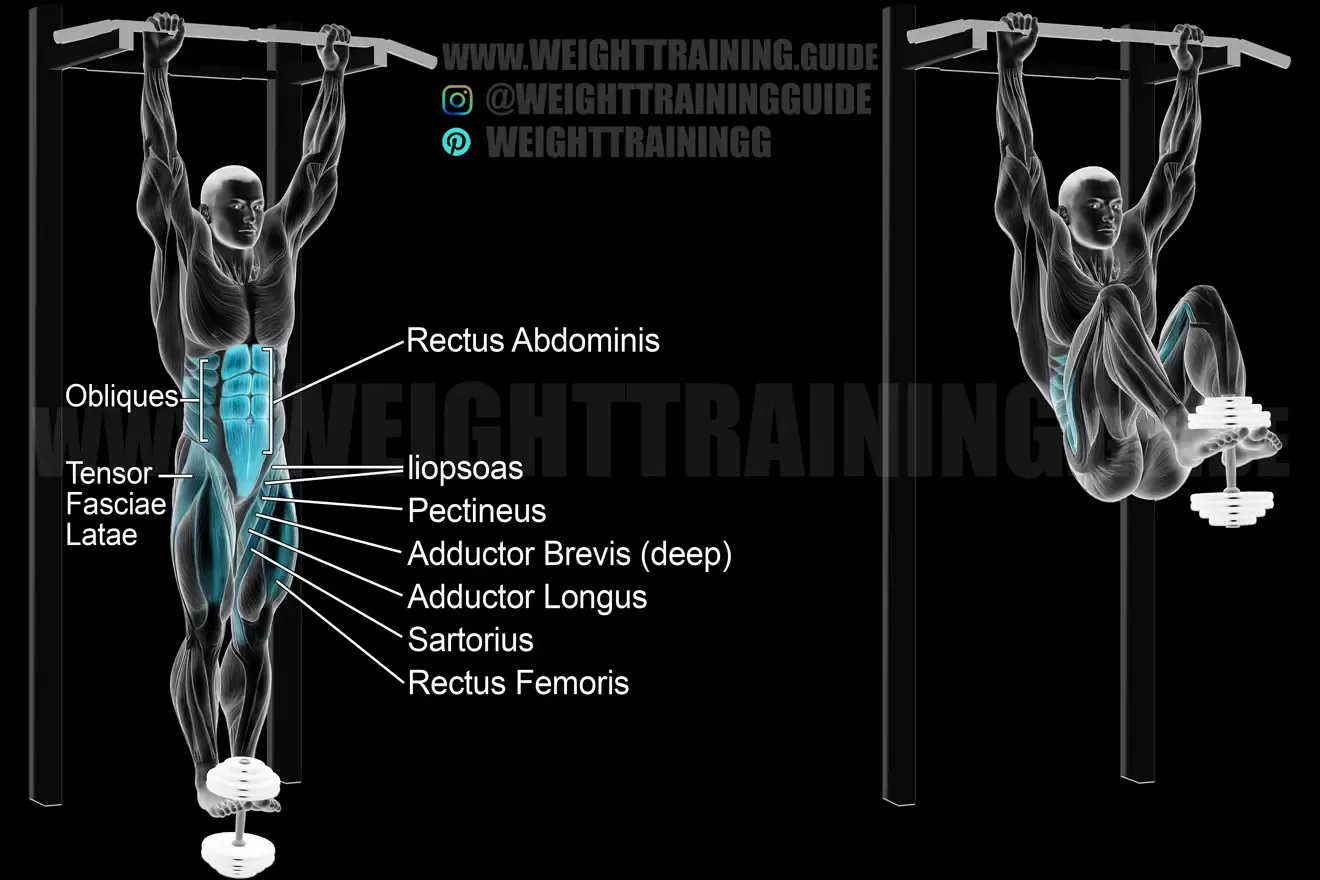 www.WEIGHTTRAINING.GUIDE
@WEIGHTTRAININGGUIDE
WEIGHTTRAININGG
Rectus Abdominis
Obliques
Tensor
Fasciae
Latae
Iiopsoas
Pectineus
Adductor Brevis (deep)
Adductor Longus
Sartorius
Rectus Femoris
WWW.WEIGHTTRAINING.GUIDE